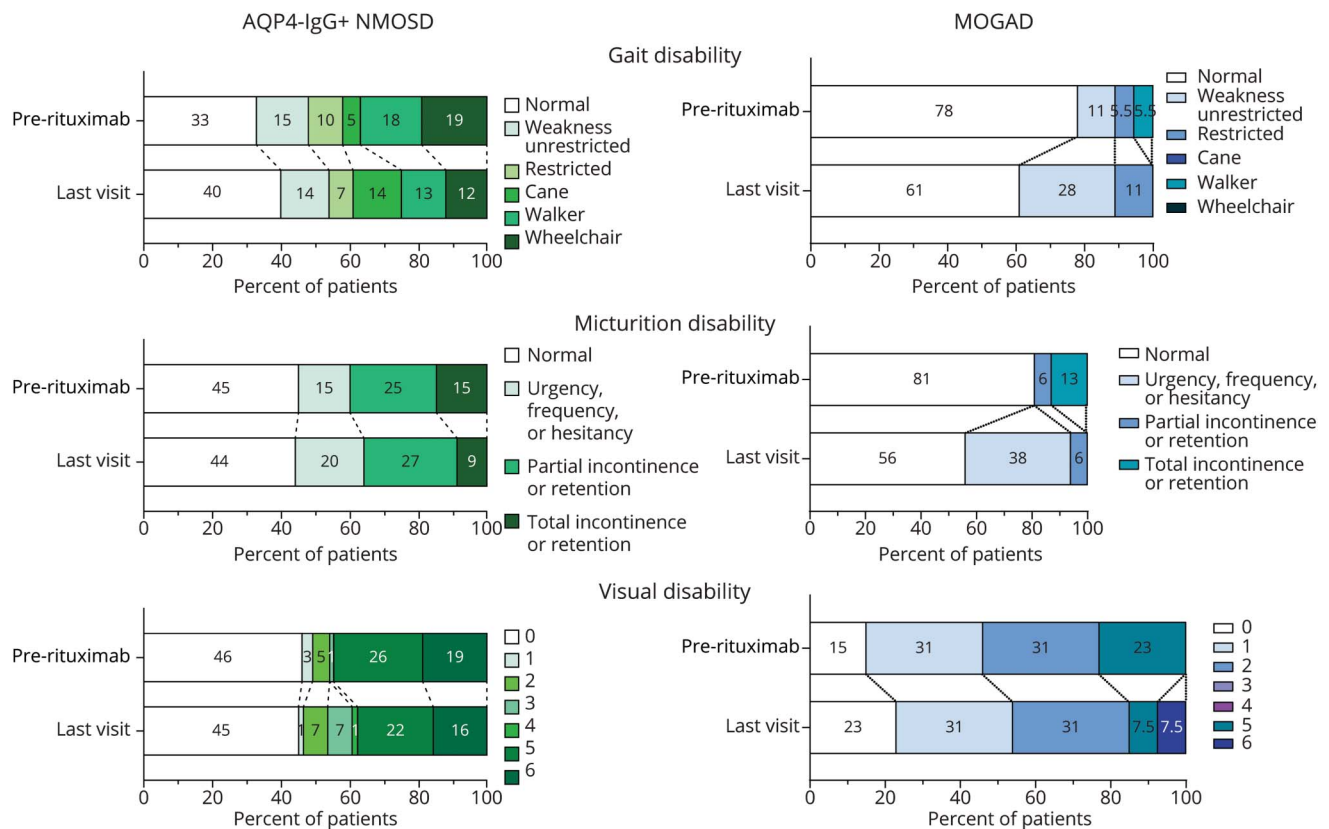 AQP4-IgG+ NMOSD
MOGAD
Gait disability
Pre-rituximab
33
15
10
5
18
19
Last visit
40
14
7
14
13
12
0
20
40
60
80
100
Percent of patients
Normal
Weakness
unrestricted
Restricted
Cane
Walker
Wheelchair
Pre-rituximab
78
11
5.5
5.5
Last visit
61
28
11
0
20
40
60
80
100
Percent of patients
Normal
Weakness
unrestricted
Restricted
Cane
Walker
Wheelchair
Micturition disability
Pre-rituximab
45
15
25
15
Last visit
44
20
27
9
0
20
40
60
80
100
Percent of patients
Normal
Urgency,
frequency,
or hesitancy
Partial incontinence
or retention
Total incontinence
or retention
Pre-rituximab
81
6
13
Last visit
56
38
6
0
20
40
60
80
100
Percent of patients
Normal
Urgency, frequency,
or hesitancy
Partial incontinence
or retention
Total incontinence
or retention
Visual disability
Pre-rituximab
46
3
5
1
26
19
Last visit
45
1
7
7
1
22
16
0
20
40
60
80
100
Percent of patients
0
1
2
3
4
5
6
Pre-rituximab
15
31
31
23
Last visit
23
31
31
7.5
7.5
0
20
40
60
80
100
Percent of patients
0
1
2
3
4
5
6